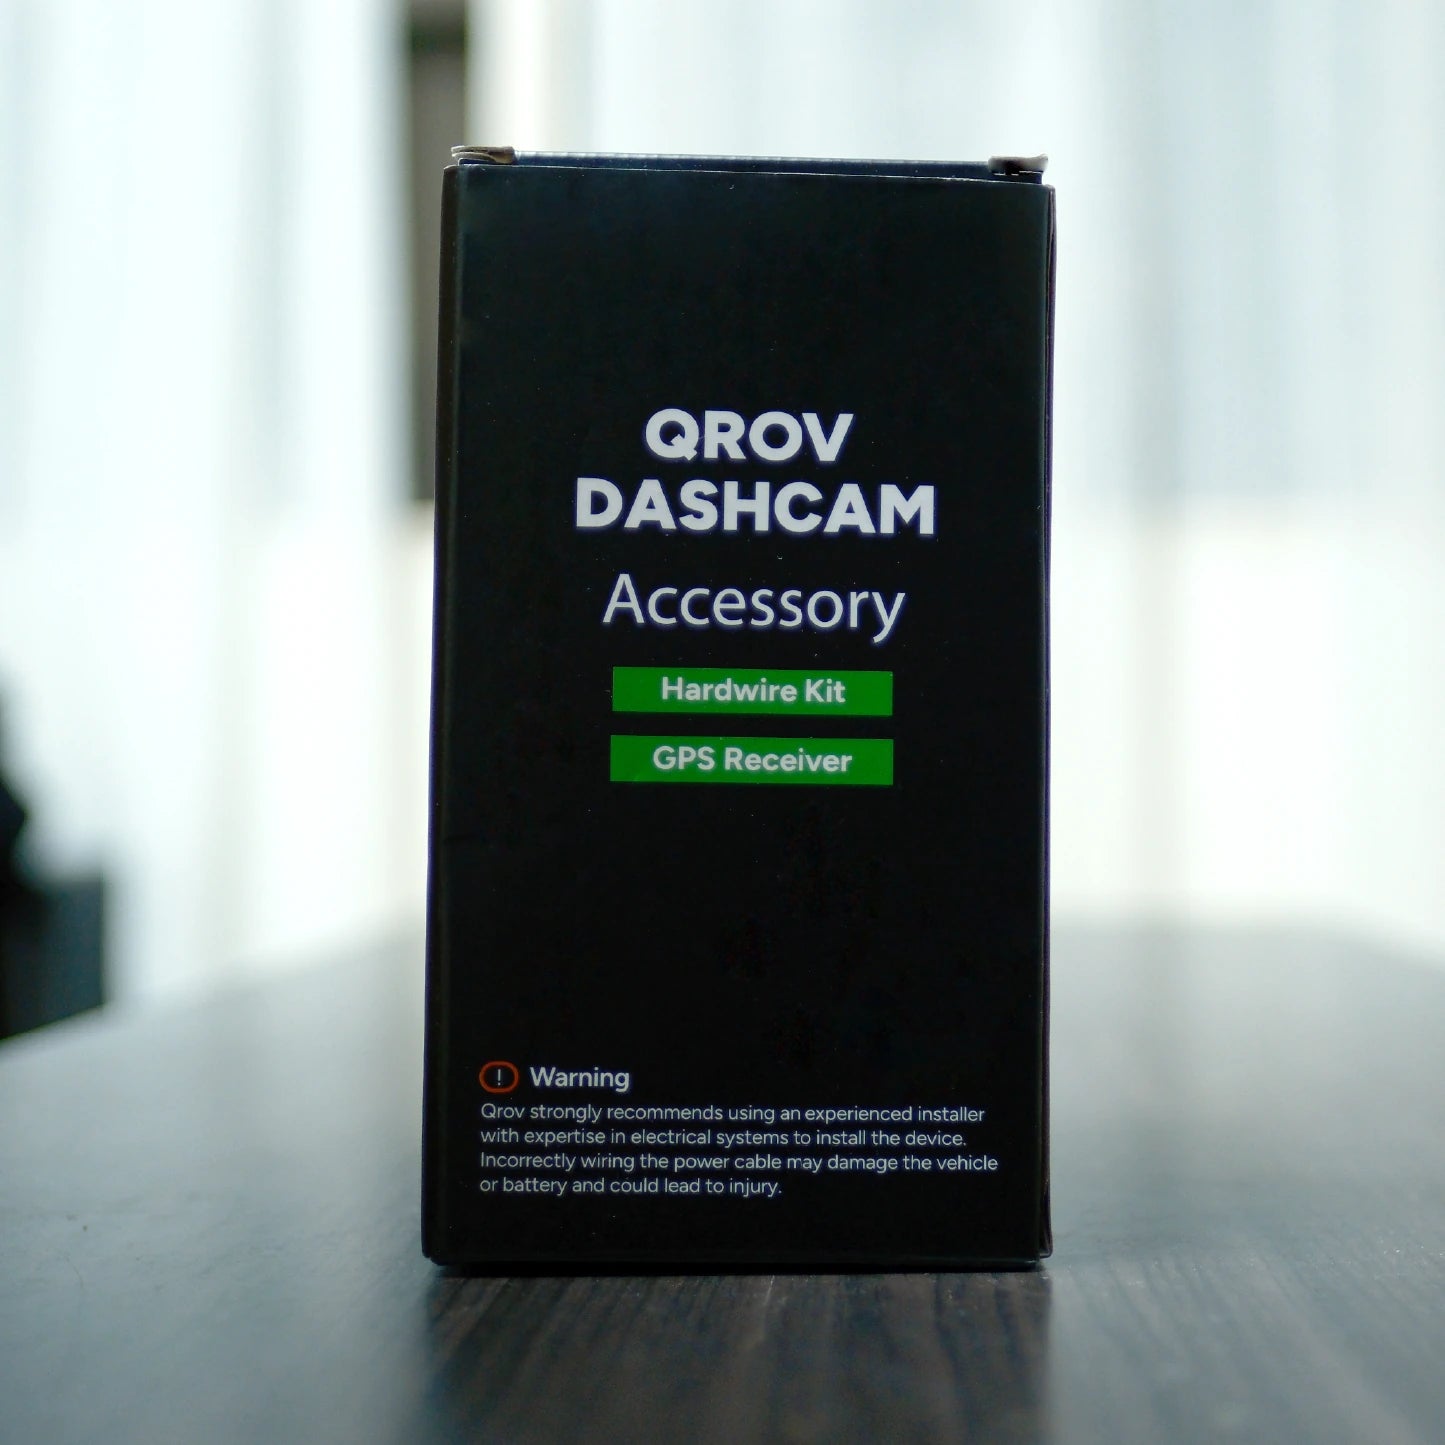 QROV
DASHCAM
Accessory
Hardwire Kit
GPS Receiver
! Warning
Qrov strongly recommends using an experienced installer
with expertise in electrical systems to install the device.
Incorrectly wiring the power cable may damage the vehicle
or battery and could lead to injury.